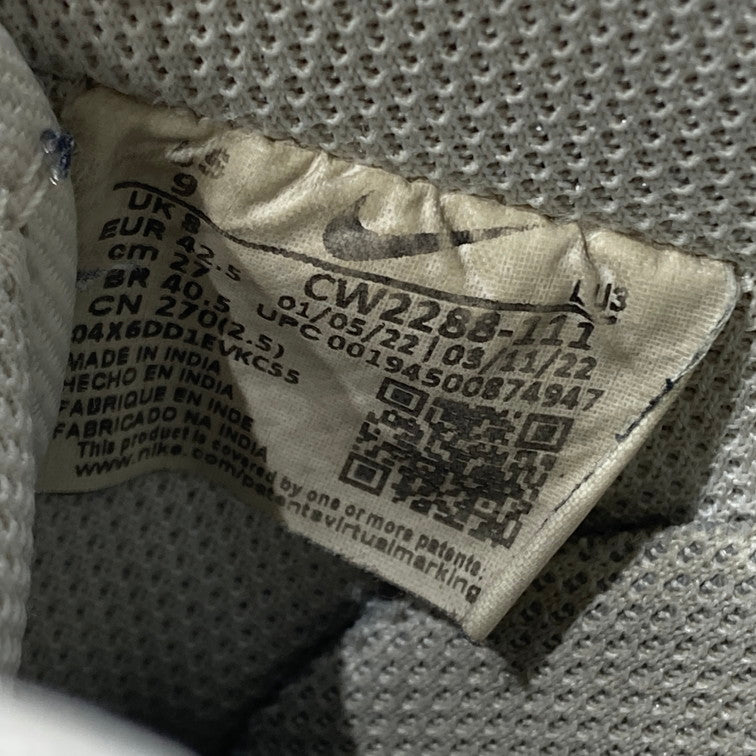 US 9
UK 8
EUR 42.5
cm 27
BR 40.5
CN 270(2.5)
04X6DD1EVKCS5
MADE IN INDIA
HECHO EN INDIA
FABRIQUE EN INDE
FABRICADO NA INDIA
This product is covered by one or more patents.
www.nike.com/patentsvirtualmarking
CW2288-111
01/05/22 | 03/11/22
UPC 00194500874947